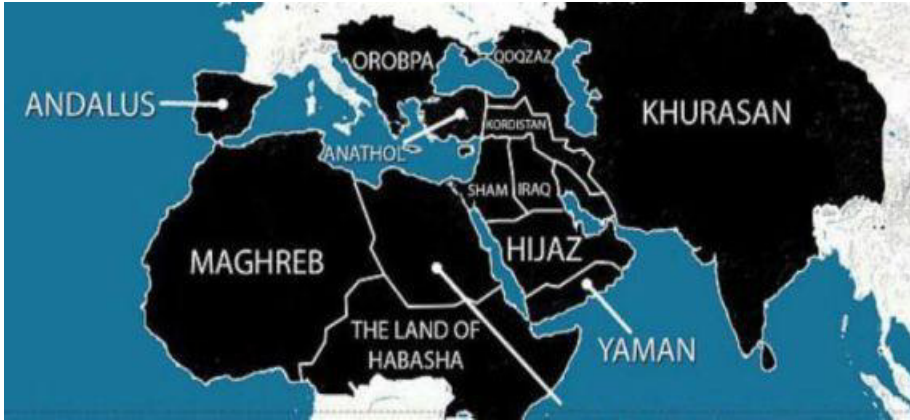 OROBPA
QOQZAZ
ANDALUS
KHURASAN
KORDISTAN
ANATHOL
SHAM
IRAQ
MAGHREB
HIJAZ
THE LAND OF
HABASHA
YAMAN